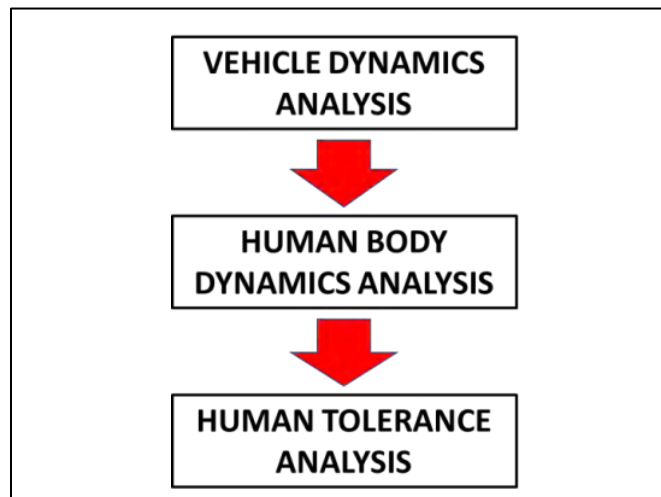 VEHICLE DYNAMICS
ANALYSIS
HUMAN BODY
DYNAMICS ANALYSIS
HUMAN TOLERANCE
ANALYSIS